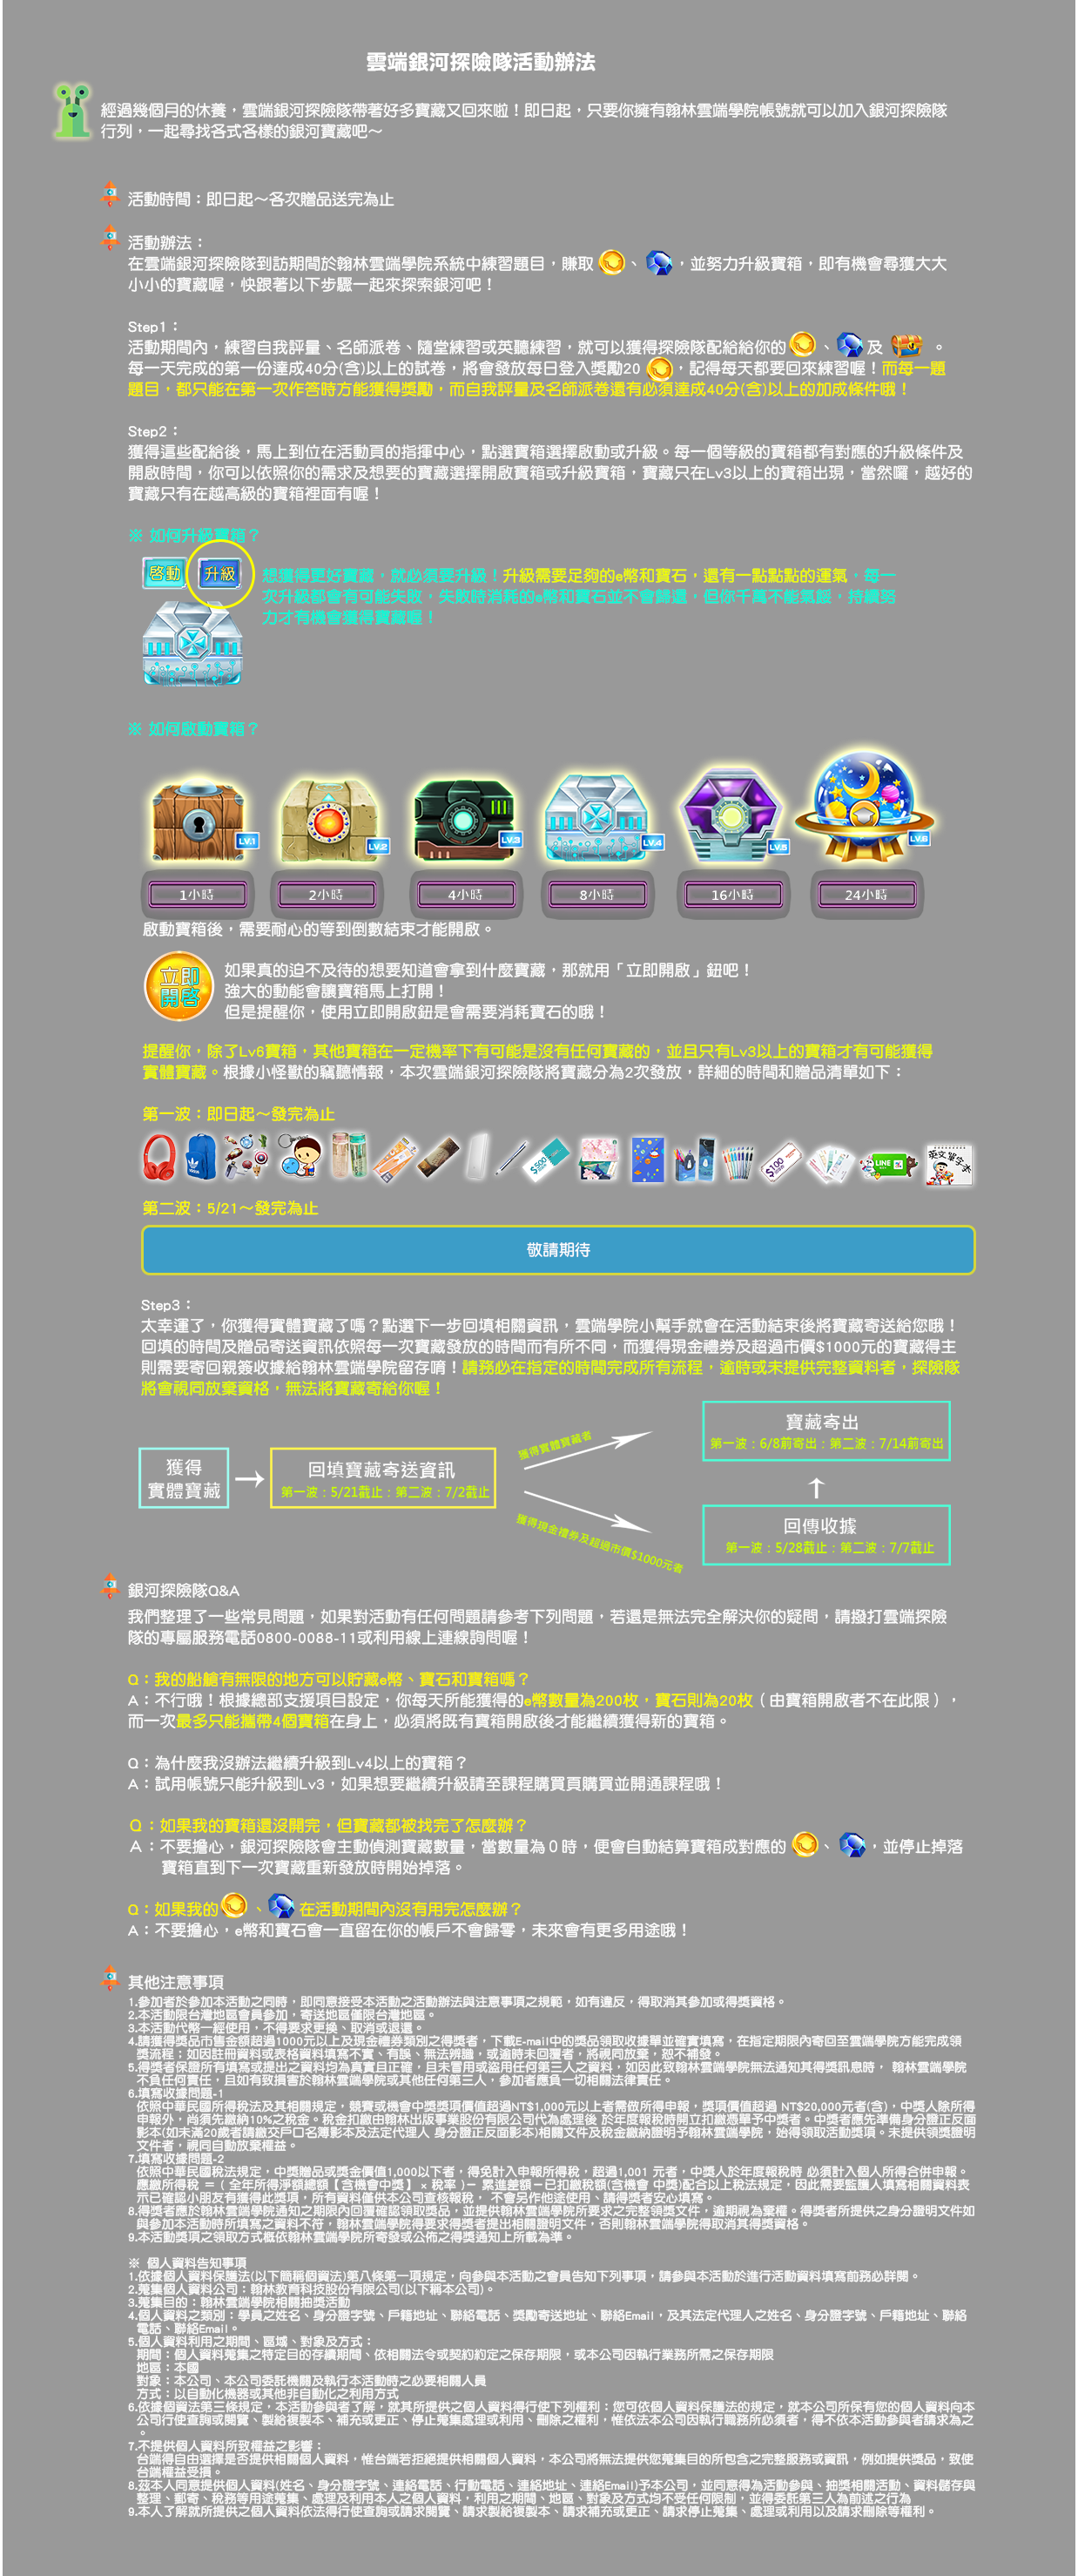 雲端銀河探險隊活動辦法
經過幾個月的休養，雲端銀河探險隊帶著好多寶藏又回來啦！即日起，只要你擁有翰林雲端學院帳號就可以加入銀河探險隊
行列，一起尋找各式各樣的銀河寶藏吧～
活動時間：即日起～各次贈品送完為止
活動辦法：
在雲端銀河探險隊到訪期間於翰林雲端學院系統中練習題目，賺取 、 ，並努力升級寶箱，即有機會尋獲大大
小小的寶藏喔，快跟著以下步驟一起來探索銀河吧！
Step1：
活動期間內，練習自我評量、名師派卷、隨堂練習或英聽練習，就可以獲得探險隊配給給你的 、 及 。
每一天完成的第一份達成40分(含)以上的試卷，將會發放每日登入獎勵20 ，記得每天都要回來練習喔！而每一題
題目，都只能在第一次作答時方能獲得獎勵，而自我評量及名師派卷還有必須達成40分(含)以上的加成條件哦！
Step2：
獲得這些配給後，馬上到位在活動頁的指揮中心，點選寶箱選擇啟動或升級。每一個等級的寶箱都有對應的升級條件及
開啟時間，你可以依照你的需求及想要的寶藏選擇開啟寶箱或升級寶箱，寶藏只在Lv3以上的寶箱出現，當然囉，越好的
寶藏只有在越高級的寶箱裡面有喔！
※ 如何升級寶箱？
啓動 升級
想獲得更好寶藏，就必須要升級！升級需要足夠的e幣和寶石，還有一點點點的運氣，每一
次升級都會有可能失敗，失敗時消耗的e幣和寶石並不會歸還，但你千萬不能氣餒，持續努
力才有機會獲得寶藏喔！
※ 如何啟動寶箱？
LV.1 LV.2 LV.3 LV.4 LV.5 LV.6
1小時 2小時 4小時 8小時 16小時 24小時
啟動寶箱後，需要耐心的等到倒數結束才能開啟。
立即
開啓
如果真的迫不及待的想要知道會拿到什麼寶藏，那就用「立即開啟」鈕吧！
強大的動能會讓寶箱馬上打開！
但是提醒你，使用立即開啟鈕是會需要消耗寶石的哦！
提醒你，除了Lv6寶箱，其他寶箱在一定機率下有可能是沒有任何寶藏的，並且只有Lv3以上的寶箱才有可能獲得
實體寶藏。根據小怪獸的竊聽情報，本次雲端銀河探險隊將寶藏分為2次發放，詳細的時間和贈品清單如下：
第一波：即日起～發完為止
$500 $100 LINE 英文單字本
第二波：5/21～發完為止
敬請期待
Step3：
太幸運了，你獲得實體寶藏了嗎？點選下一步回填相關資訊，雲端學院小幫手就會在活動結束後將寶藏寄送給您哦！
回填的時間及贈品寄送資訊依照每一次寶藏發放的時間而有所不同，而獲得現金禮券及超過市價$1000元的寶藏得主
則需要寄回親簽收據給翰林雲端學院留存唷！請務必在指定的時間完成所有流程，逾時或未提供完整資料者，探險隊
將會視同放棄資格，無法將寶藏寄給你喔！
獲得
實體寶藏
回填寶藏寄送資訊
第一波：5/21截止；第二波：7/2截止
獲得實體寶藏者
獲得現金禮券及超過市價$1000元者
寶藏寄出
第一波：6/8前寄出；第二波：7/14前寄出
回傳收據
第一波：5/28截止；第二波：7/7截止
銀河探險隊Q&A
我們整理了一些常見問題，如果對活動有任何問題請參考下列問題，若還是無法完全解決你的疑問，請撥打雲端探險
隊的專屬服務電話0800-0088-11或利用線上連線詢問喔！
Q：我的船艙有無限的地方可以貯藏e幣、寶石和寶箱嗎？
A：不行哦！根據總部支援項目設定，你每天所能獲得的e幣數量為200枚，寶石則為20枚（由寶箱開啟者不在此限），
而一次最多只能攜帶4個寶箱在身上，必須將既有寶箱開啟後才能繼續獲得新的寶箱。
Q：為什麼我沒辦法繼續升級到Lv4以上的寶箱？
A：試用帳號只能升級到Lv3，如果想要繼續升級請至課程購買頁購買並開通課程哦！
Q：如果我的寶箱還沒開完，但寶藏都被找完了怎麼辦？
A：不要擔心，銀河探險隊會主動偵測寶藏數量，當數量為０時，便會自動結算寶箱成對應的 、 ，並停止掉落
寶箱直到下一次寶藏重新發放時開始掉落。
Q：如果我的 、 在活動期間內沒有用完怎麼辦？
A：不要擔心，e幣和寶石會一直留在你的帳戶不會歸零，未來會有更多用途哦！
其他注意事項
1.參加者於參加本活動之同時，即同意接受本活動之活動辦法與注意事項之規範，如有違反，得取消其參加或得獎資格。
2.本活動限台灣地區會員參加，寄送地區僅限台灣地區。
3.本活動代幣一經使用，不得要求更換、取消或退還。
4.請獲得獎品市售金額超過1000元以上及現金禮券類別之得獎者，下載E-mail中的獎品領取收據單並確實填寫，在指定期限內寄回至雲端學院方能完成領
獎流程；如因註冊資料或表格資料填寫不實、有誤、無法辨識，或逾時未回覆者，將視同放棄，恕不補發。
5.得獎者保證所有填寫或提出之資料均為真實且正確，且未冒用或盜用任何第三人之資料，如因此致翰林雲端學院無法通知其得獎訊息時， 翰林雲端學院
不負任何責任，且如有致損害於翰林雲端學院或其他任何第三人，參加者應負一切相關法律責任。
6.填寫收據問題-1
依照中華民國所得稅法及其相關規定，競賽或機會中獎獎項價值超過NT$1,000元以上者需做所得申報，獎項價值超過 NT$20,000元者(含)，中獎人除所得
申報外，尚須先繳納10%之稅金。稅金扣繳由翰林出版事業股份有限公司代為處理後 於年度報稅時開立扣繳憑單予中獎者。中獎者應先準備身分證正反面
影本(如未滿20歲者請繳交戶口名簿影本及法定代理人 身分證正反面影本)相關文件及稅金繳納證明予翰林雲端學院，始得領取活動獎項。未提供領獎證明
文件者，視同自動放棄權益。
7.填寫收據問題-2
依照中華民國稅法規定，中獎贈品或獎金價值1,000以下者，得免計入申報所得稅，超過1,001 元者，中獎人於年度報稅時 必須計入個人所得合併申報。
應繳所得稅 ＝ ( 全年所得淨額總額【含機會中獎】 × 稅率 )－ 累進差額－已扣繳稅額(含機會 中獎)配合以上稅法規定，因此需要監護人填寫相關資料表
示已確認小朋友有獲得此獎項，所有資料僅供本公司查核報稅， 不會另作他途使用、請得獎者安心填寫。
8.得獎者應於翰林雲端學院通知之期限內回覆確認領取獎品，並提供翰林雲端學院所要求之完整領獎文件，逾期視為棄權。得獎者所提供之身分證明文件如
與參加本活動時所填寫之資料不符，翰林雲端學院得要求得獎者提出相關證明文件，否則翰林雲端學院得取消其得獎資格。
9.本活動獎項之領取方式概依翰林雲端學院所寄發或公佈之得獎通知上所載為準。
※ 個人資料告知事項
1.依據個人資料保護法(以下簡稱個資法)第八條第一項規定，向參與本活動之會員告知下列事項，請參與本活動於進行活動資料填寫前務必詳閱。
2.蒐集個人資料公司：翰林教育科技股份有限公司(以下稱本公司)。
3.蒐集目的：翰林雲端學院相關抽獎活動
4.個人資料之類別：學員之姓名、身分證字號、戶籍地址、聯絡電話、獎勵寄送地址、聯絡Email，及其法定代理人之姓名、身分證字號、戶籍地址、聯絡
電話、聯絡Email。
5.個人資料利用之期間、區域、對象及方式：
期間：個人資料蒐集之特定目的存續期間、依相關法令或契約約定之保存期限，或本公司因執行業務所需之保存期限
地區：本國
對象：本公司、本公司委託機關及執行本活動時之必要相關人員
方式：以自動化機器或其他非自動化之利用方式
6.依據個資法第三條規定，本活動參與者了解，就其所提供之個人資料得行使下列權利：您可依個人資料保護法的規定，就本公司所保有您的個人資料向本
公司行使查詢或閱覽、製給複製本、補充或更正、停止蒐集處理或利用、刪除之權利，惟依法本公司因執行職務所必須者，得不依本活動參與者請求為之
。
7.不提供個人資料所致權益之影響：
台端得自由選擇是否提供相關個人資料，惟台端若拒絕提供相關個人資料，本公司將無法提供您蒐集目的所包含之完整服務或資訊，例如提供獎品，致使
台端權益受損。
8.茲本人同意提供個人資料(姓名、身分證字號、連絡電話、行動電話、連絡地址、連絡Email)予本公司，並同意得為活動參與、抽獎相關活動、資料儲存與
整理、郵寄、稅務等用途蒐集、處理及利用本人之個人資料，利用之期間、地區、對象及方式均不受任何限制，並得委託第三人為前述之行為
9.本人了解就所提供之個人資料依法得行使查詢或請求閱覽、請求製給複製本、請求補充或更正、請求停止蒐集、處理或利用以及請求刪除等權利。